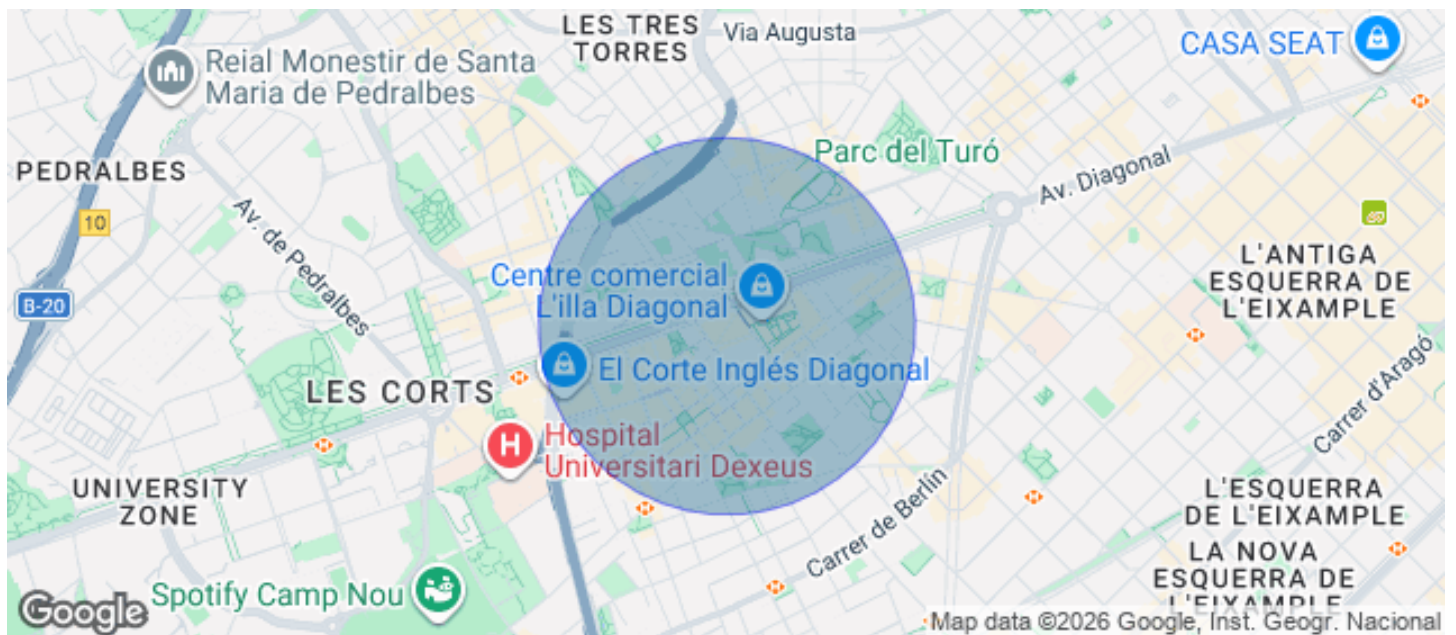 LES TRES
TORRES
Via Augusta
CASA SEAT
Reial Monestir de Santa
Maria de Pedralbes
Parc del Turó
PEDRALBES
Av. Diagonal
10
Av. de Pedralbes
L'ANTIGA
ESQUERRA DE
L'EIXAMPLE
Centre comercial
L'illa Diagonal
B-20
El Corte Inglés Diagonal
LES CORTS
Carrer d'Aragó
H
Hospital
Universitari Dexeus
UNIVERSITY
ZONE
L'ESQUERRA
DE L'EIXAMPLE
Carrer de Berlín
LA NOVA
ESQUERRA DE
L'EIXAMPLE
Spotify Camp Nou
Google
Map data ©2026 Google, Inst. Geogr. Nacional